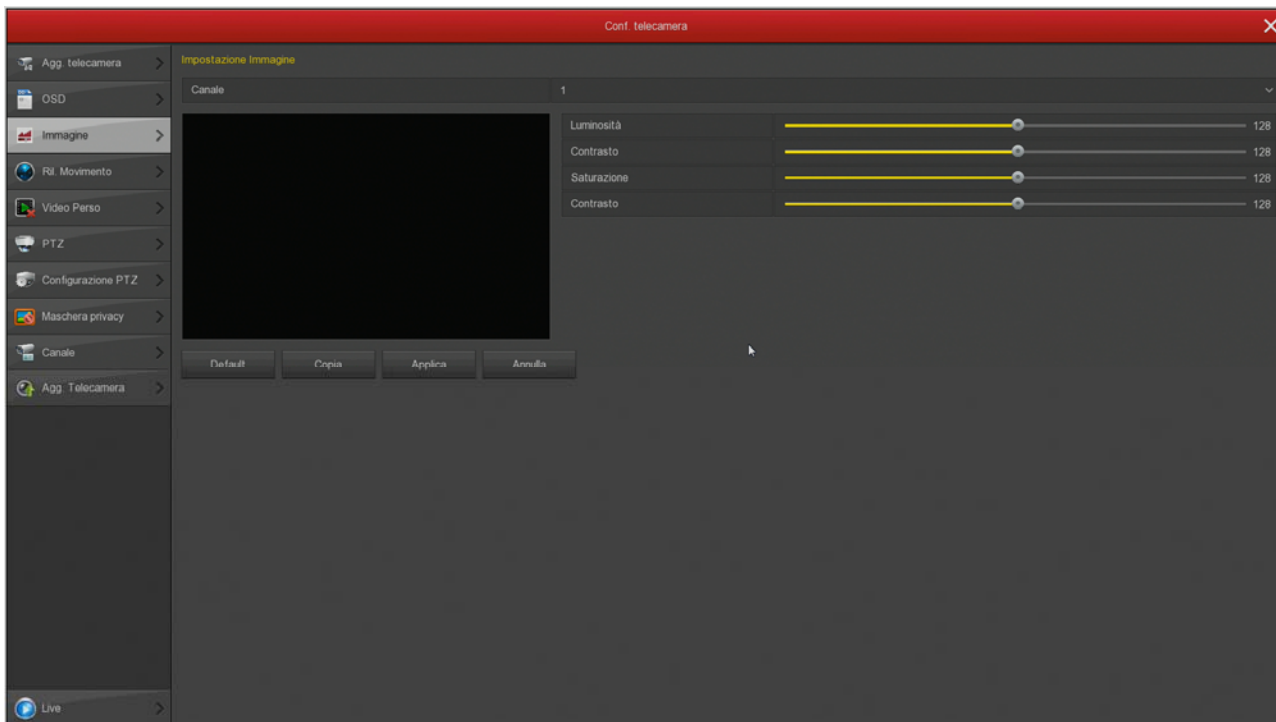 Conf. telecamera
Agg. telecamera
OSD
Immagine
Ril. Movimento
Video Perso
PTZ
Configurazione PTZ
Maschera privacy
Canale
Agg. Telecamera
Live
Impostazione Immagine
Canale 1
Luminosità 128
Contrasto 128
Saturazione 128
Contrasto 128
Default Copia Applica Annulla